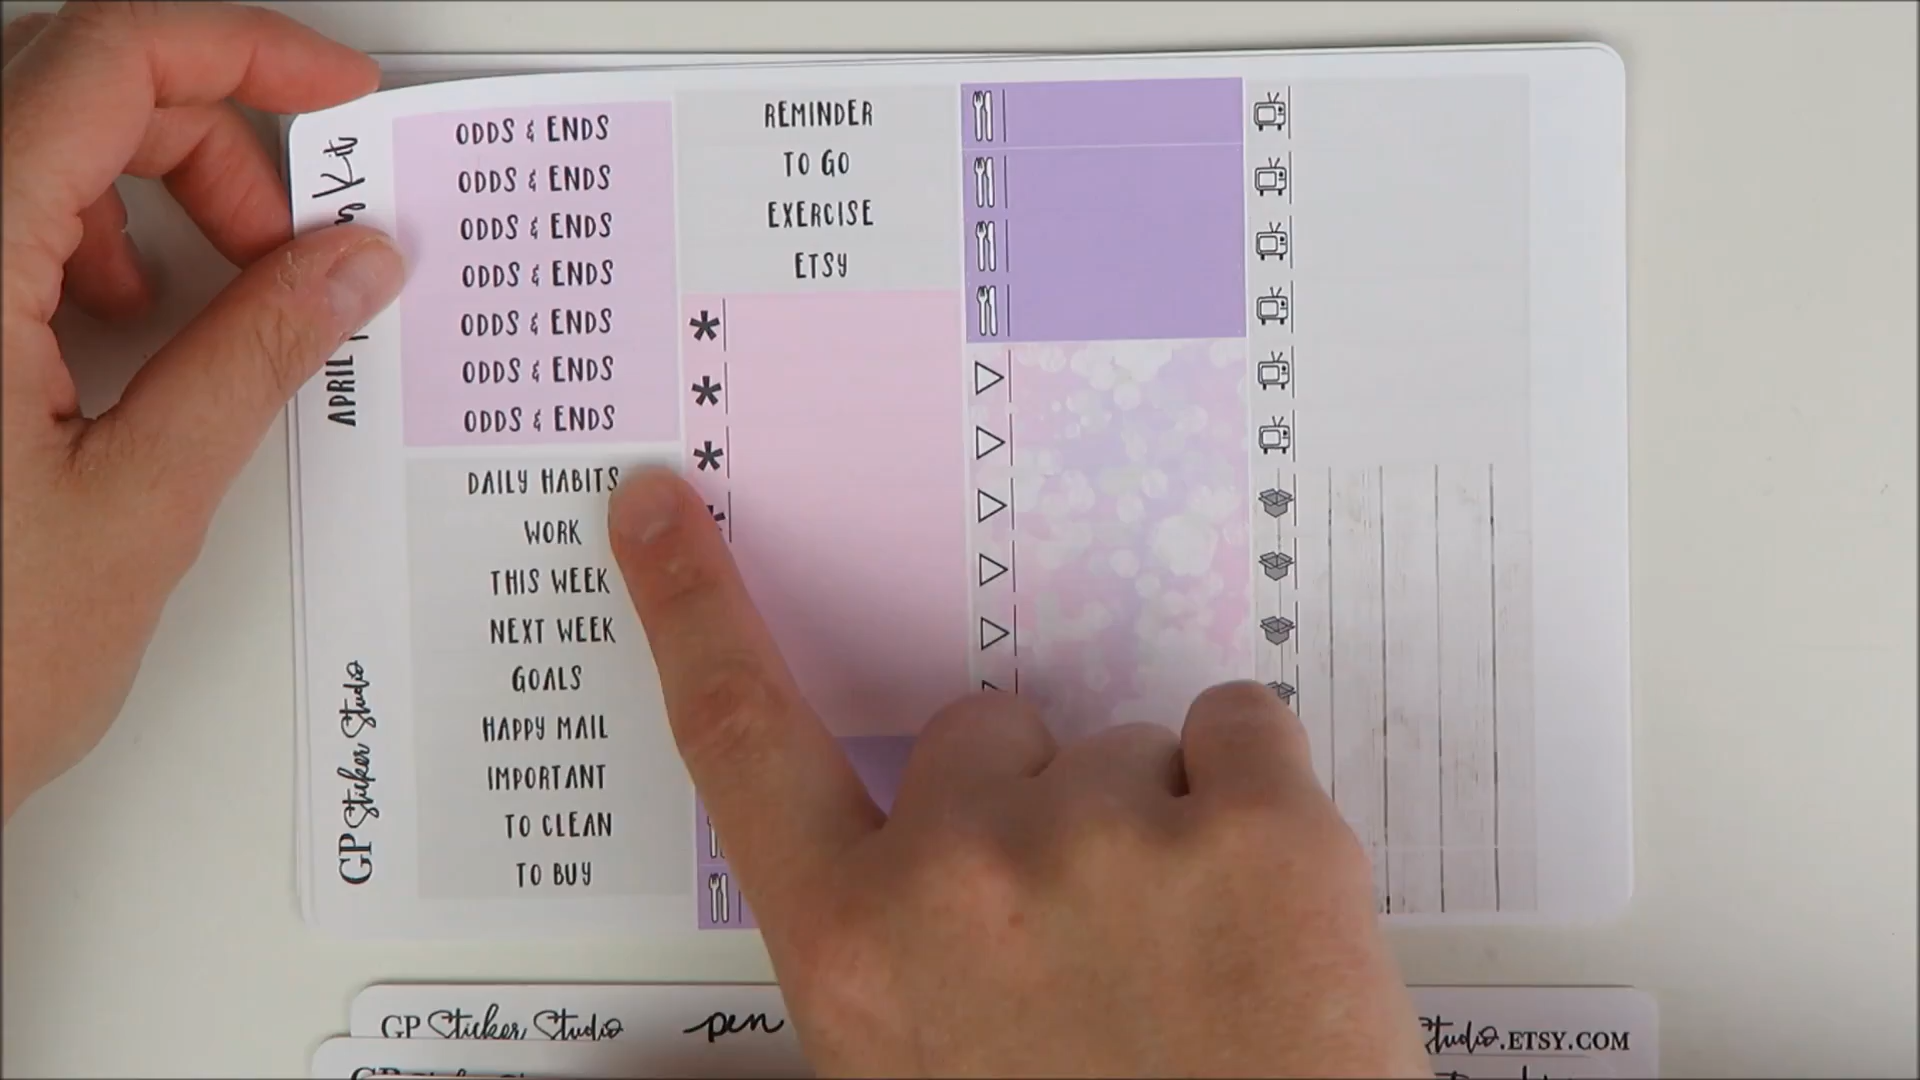 ODDS & ENDS
ODDS & ENDS
ODDS & ENDS
ODDS & ENDS
ODDS & ENDS
ODDS & ENDS
ODDS & ENDS
DAILY HABITS
WORK
THIS WEEK
NEXT WEEK
GOALS
HAPPY MAIL
IMPORTANT
TO CLEAN
TO BUY
REMINDER
TO GO
EXERCISE
ETSY
APRIL
Kit
GP Sticker Studio
GP Sticker Studio
pen
Studio.ETSY.COM